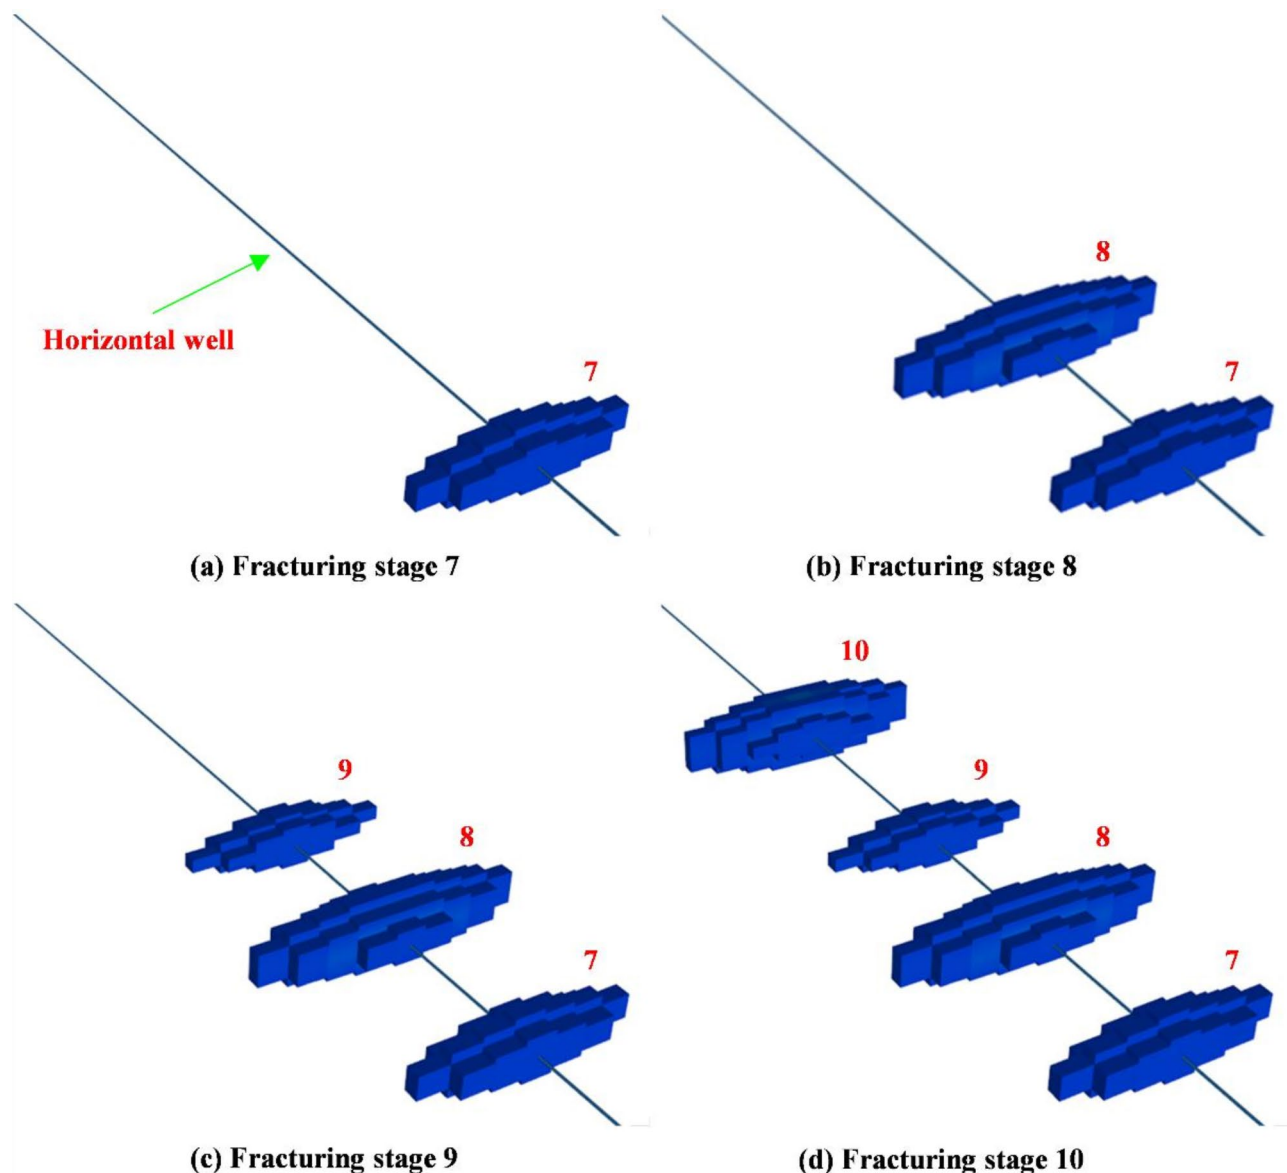 Horizontal well
7
(a) Fracturing stage 7
8
7
(b) Fracturing stage 8
9
8
7
(c) Fracturing stage 9
10
9
8
7
(d) Fracturing stage 10